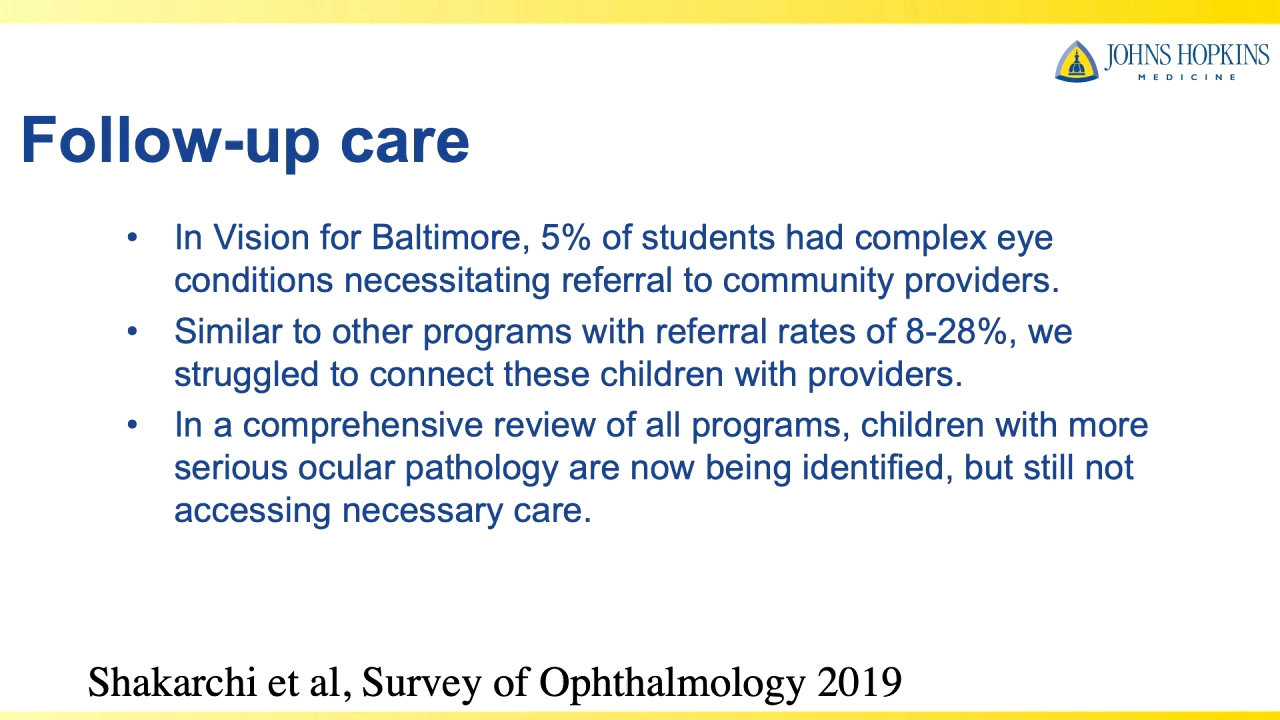 JOHNS HOPKINS
MEDICINE
Follow-up care
• In Vision for Baltimore, 5% of students had complex eye
conditions necessitating referral to community providers.
• Similar to other programs with referral rates of 8-28%, we
struggled to connect these children with providers.
• In a comprehensive review of all programs, children with more
serious ocular pathology are now being identified, but still not
accessing necessary care.
Shakarchi et al, Survey of Ophthalmology 2019